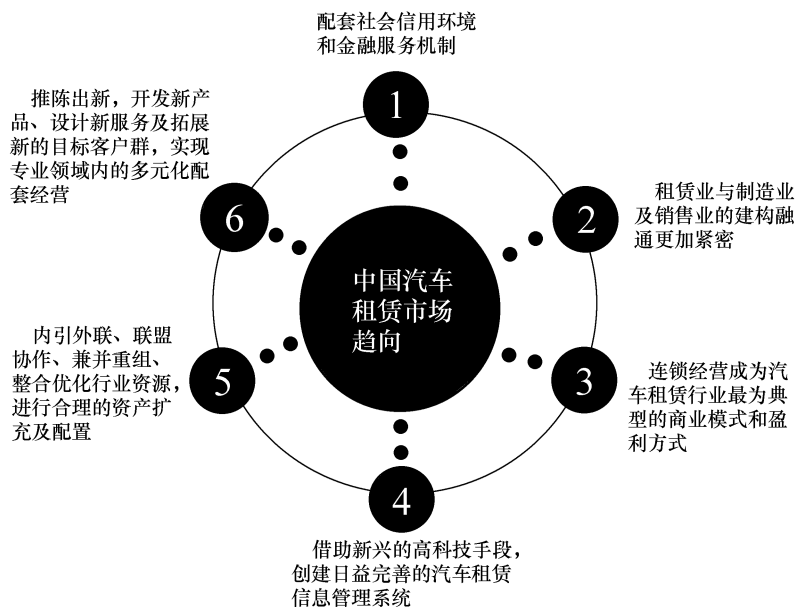 中国汽车
租赁市场
趋向
1
配套社会信用环境
和金融服务机制
2
租赁业与制造业
及销售业的建构融
通更加紧密
3
连锁经营成为汽
车租赁行业最为典
型的商业模式和盈
利方式
4
借助新兴的高科技手段，
创建日益完善的汽车租赁
信息管理系统
5
内引外联、联盟
协作、兼并重组、
整合优化行业资源，
进行合理的资产扩
充及配置
6
推陈出新，开发新产
品、设计新服务及拓展
新的目标客户群，实现
专业领域内的多元化配
套经营